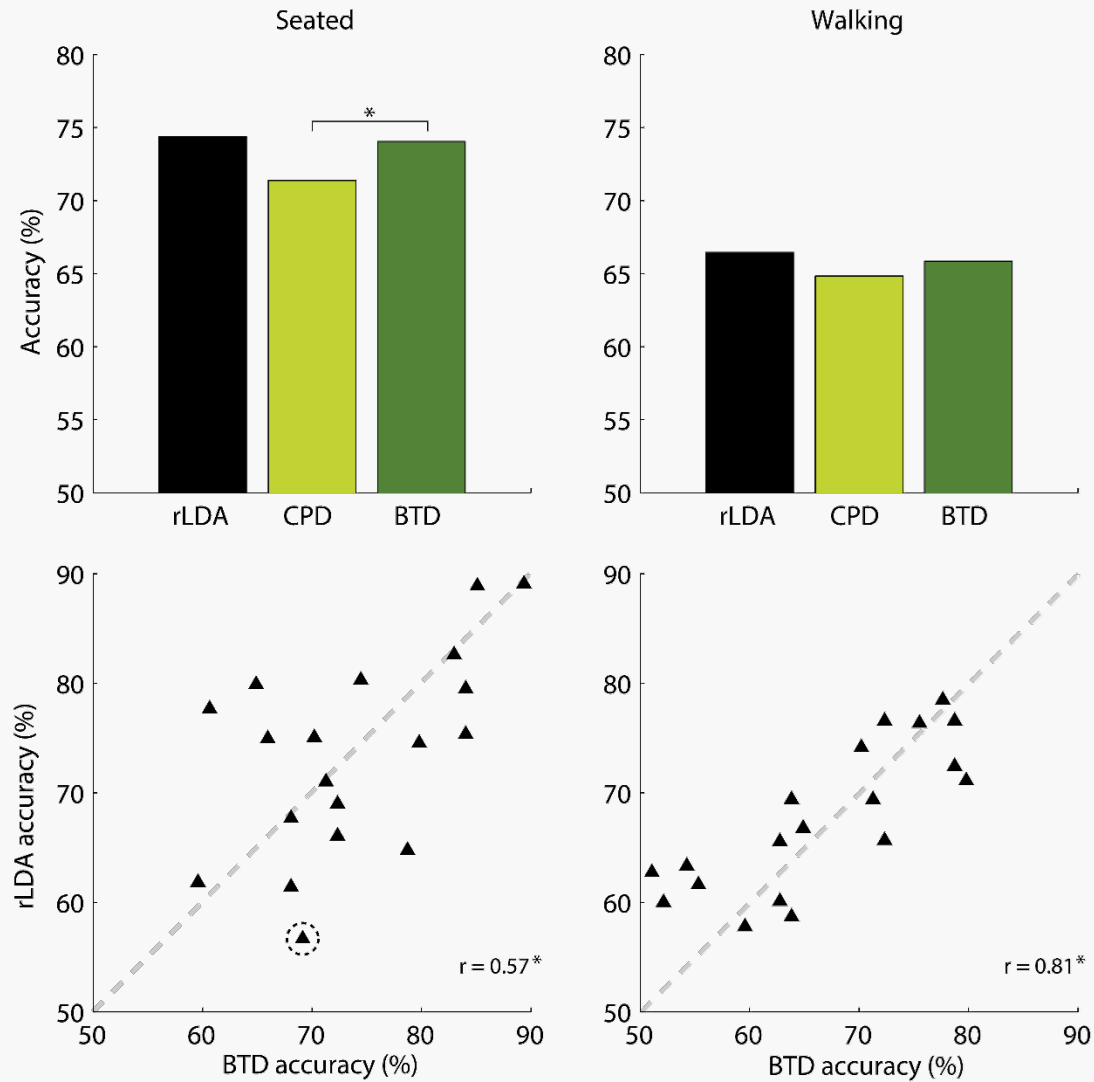 Seated
80
75
70
65
60
55
50
Accuracy (%)
*
rLDA CPD BTD
Walking
80
75
70
65
60
55
50
rLDA CPD BTD
90
80
70
60
50
rLDA accuracy (%)
r = 0.57*
50 60 70 80 90
BTD accuracy (%)
90
80
70
60
50
r = 0.81*
50 60 70 80 90
BTD accuracy (%)